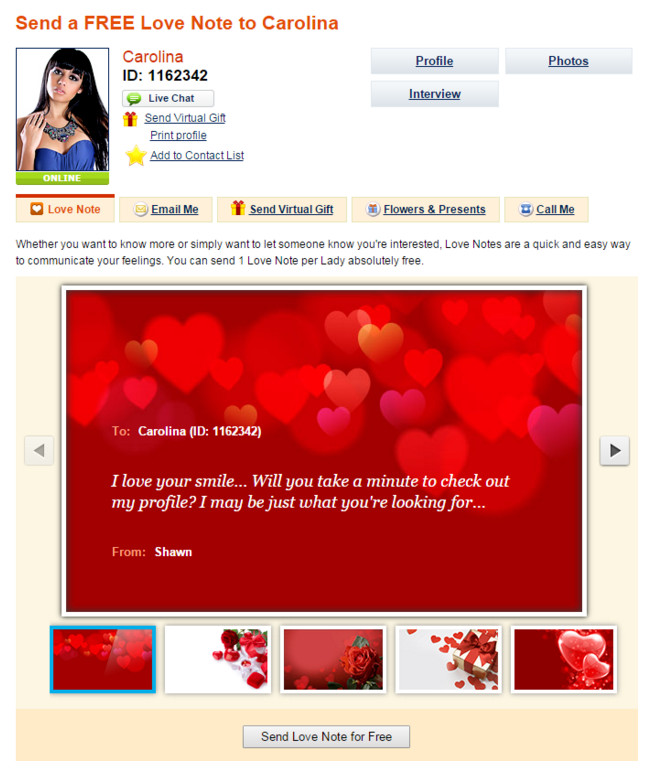 Send a FREE Love Note to Carolina
Carolina
ID: 1162342
Live Chat
Send Virtual Gift
Print profile
Add to Contact List
ONLINE
Profile
Photos
Interview
Love Note
Email Me
Send Virtual Gift
Flowers & Presents
Call Me
Whether you want to know more or simply want to let someone know you're interested, Love Notes are a quick and easy way
to communicate your feelings. You can send 1 Love Note per Lady absolutely free.
To: Carolina (ID: 1162342)
I love your smile... Will you take a minute to check out
my profile? I may be just what you're looking for...
From: Shawn
Send Love Note for Free